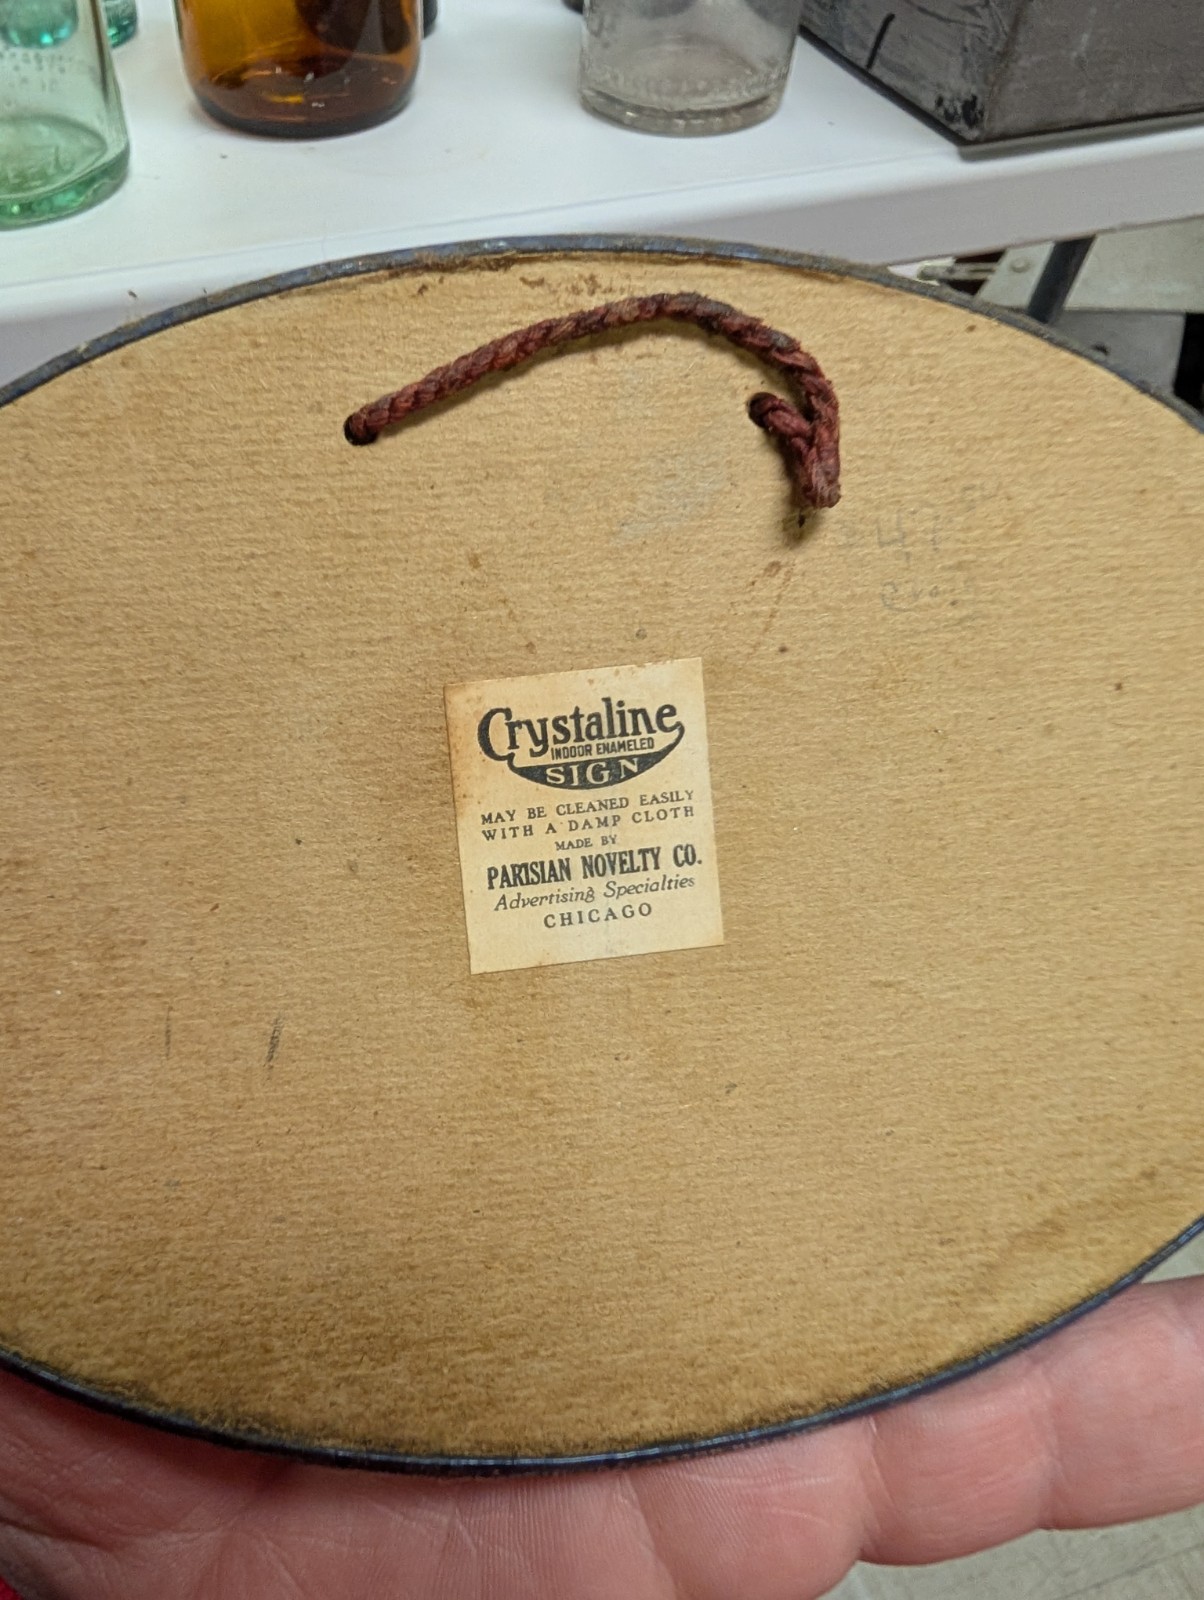 Crystaline
INDOOR ENAMELED
SIGN
MAY BE CLEANED EASILY
WITH A DAMP CLOTH
MADE BY
PARISIAN NOVELTY CO.
Advertising Specialties
CHICAGO